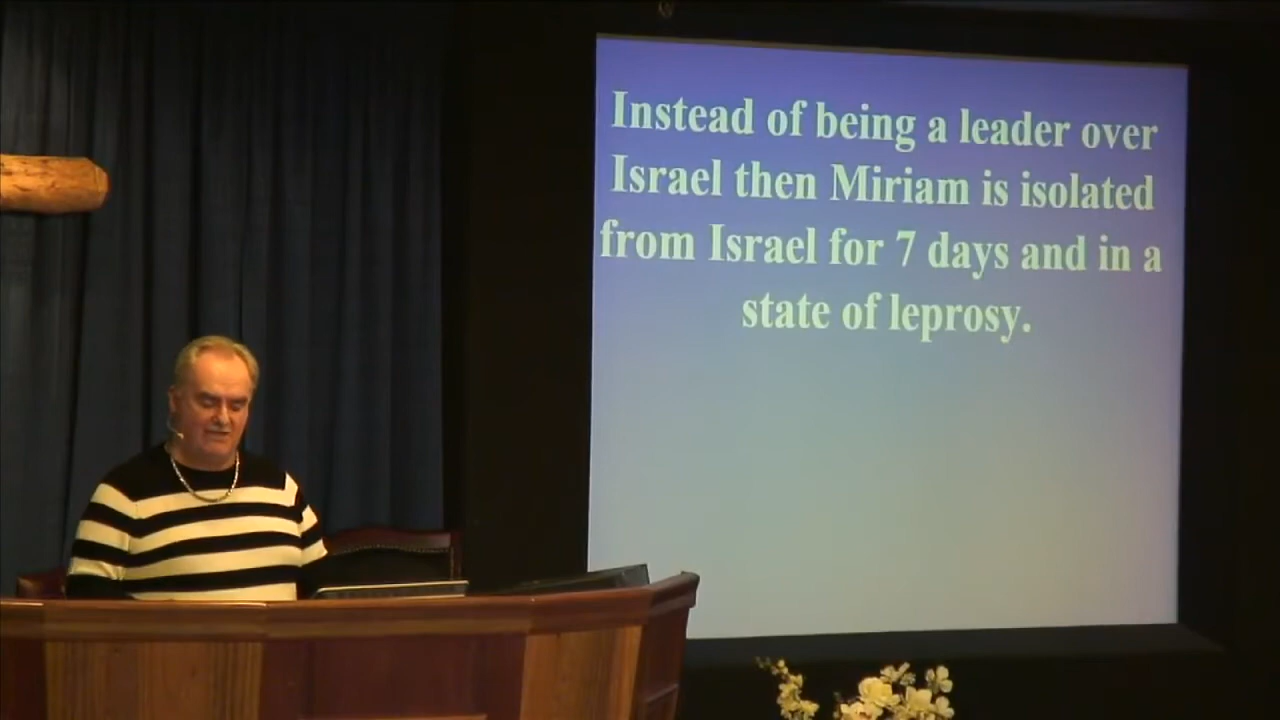 Instead of being a leader over
Israel then Miriam is isolated
from Israel for 7 days and in a
state of leprosy.